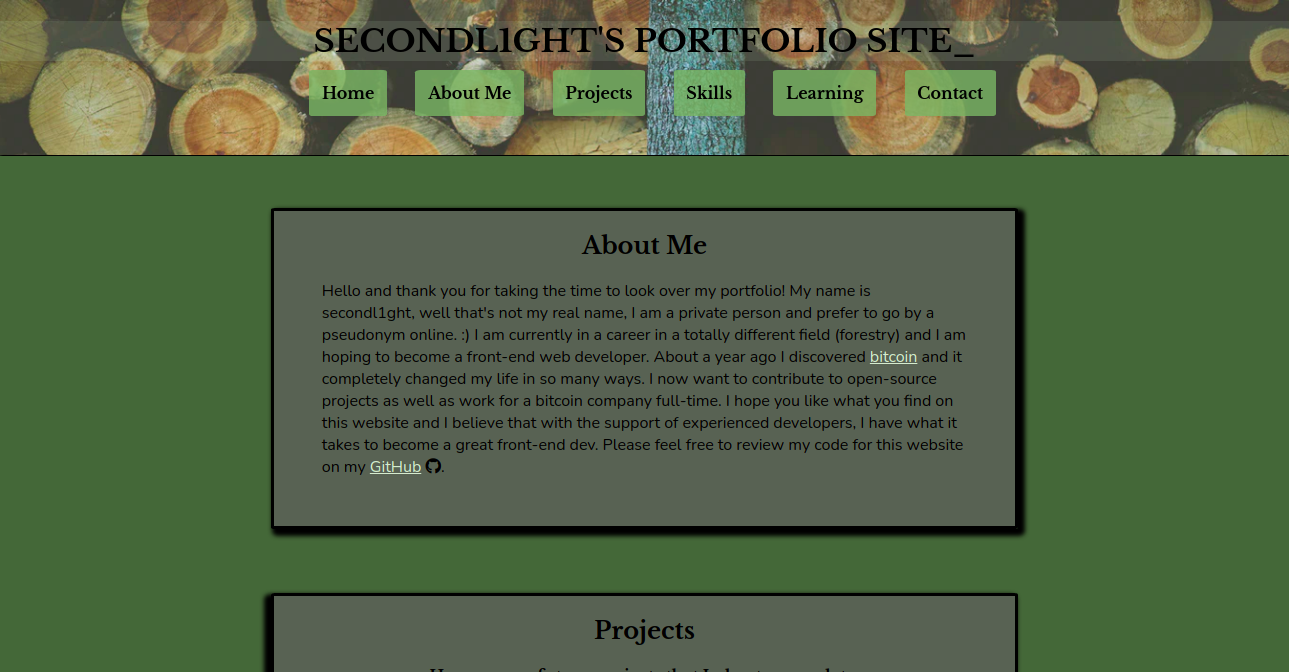 SECONDL1GHT'S PORTFOLIO SITE_
Home About Me Projects Skills Learning Contact
About Me
Hello and thank you for taking the time to look over my portfolio! My name is
secondl1ght, well that's not my real name, I am a private person and prefer to go by a
pseudonym online. :) I am currently in a career in a totally different field (forestry) and I am
hoping to become a front-end web developer. About a year ago I discovered bitcoin and it
completely changed my life in so many ways. I now want to contribute to open-source
projects as well as work for a bitcoin company full-time. I hope you like what you find on
this website and I believe that with the support of experienced developers, I have what it
takes to become a great front-end dev. Please feel free to review my code for this website
on my GitHub .
Projects